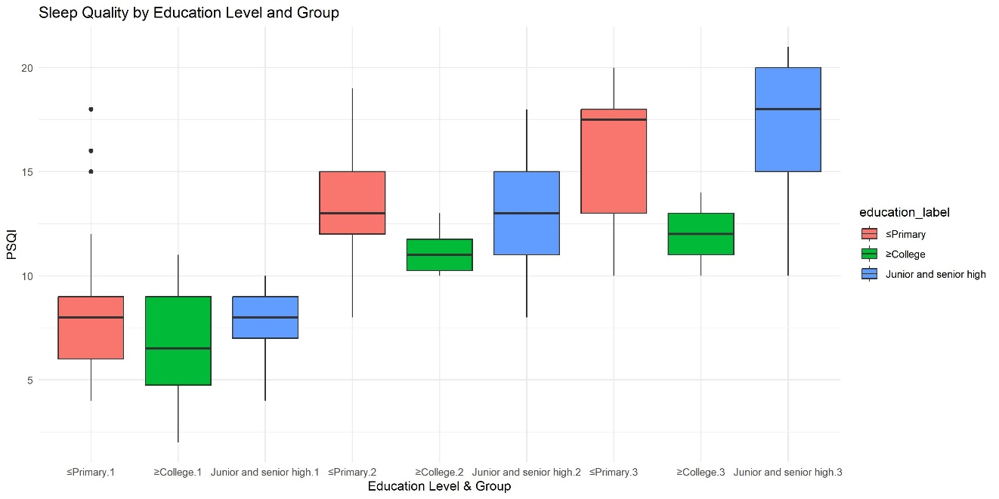 Sleep Quality by Education Level and Group
PSQI
20
15
10
5
≤Primary.1
≥College.1
Junior and senior high.1
≤Primary.2
≥College.2
Junior and senior high.2
≤Primary.3
≥College.3
Junior and senior high.3
Education Level & Group
education_label
≤Primary
≥College
Junior and senior high